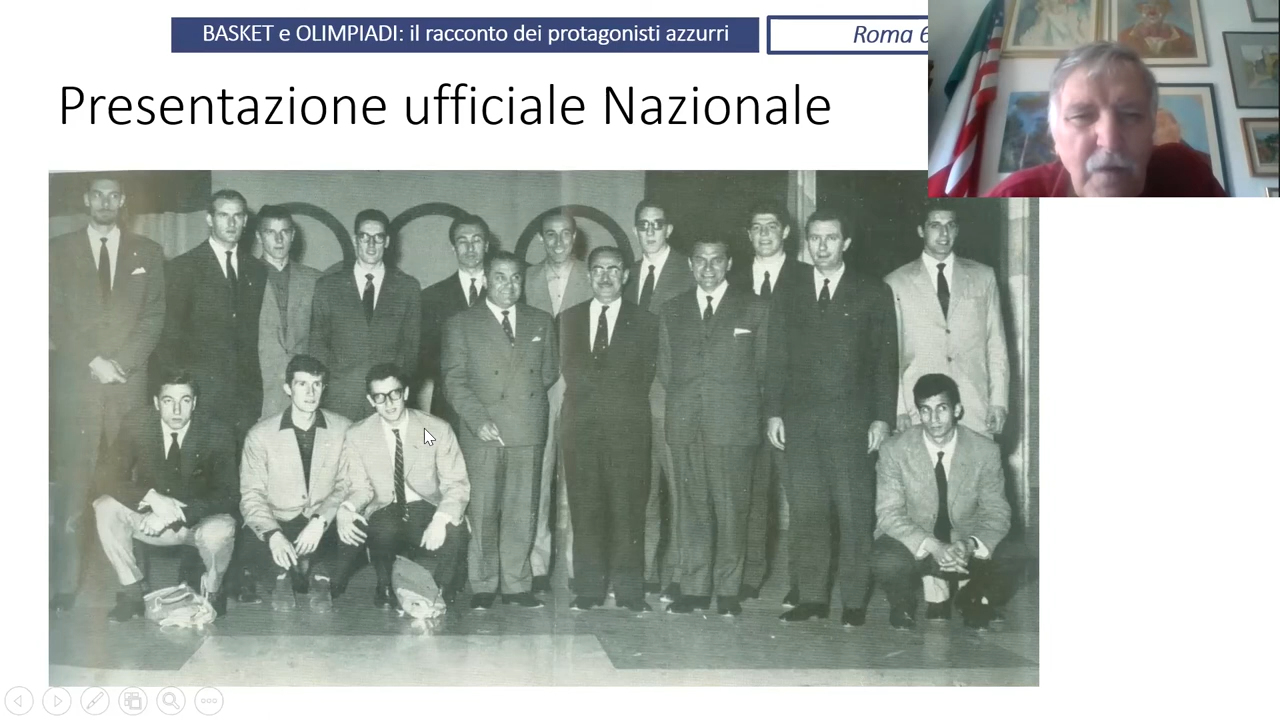 BASKET e OLIMPIADI: il racconto dei protagonisti azzurri
Roma 6
Presentazione ufficiale Nazionale